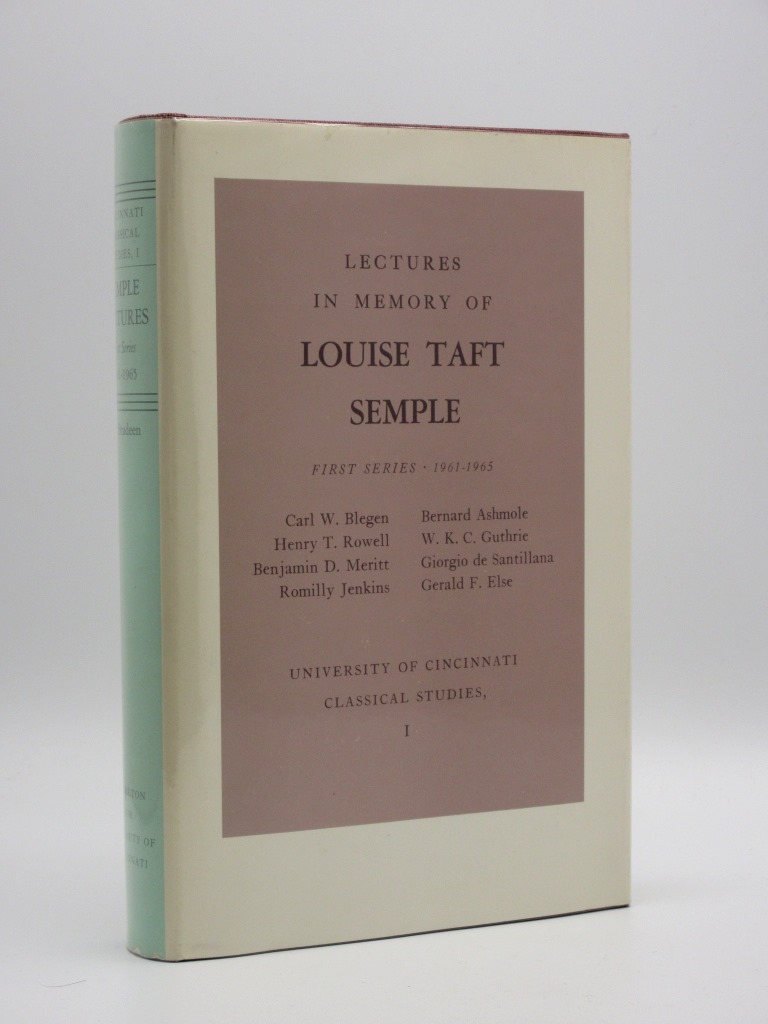 LECTURES
IN MEMORY OF
LOUISE TAFT
SEMPLE
FIRST SERIES · 1961-1965
Carl W. Blegen
Henry T. Rowell
Benjamin D. Meritt
Romilly Jenkins
Bernard Ashmole
W. K. C. Guthrie
Giorgio de Santillana
Gerald F. Else
UNIVERSITY OF CINCINNATI
CLASSICAL STUDIES,
I